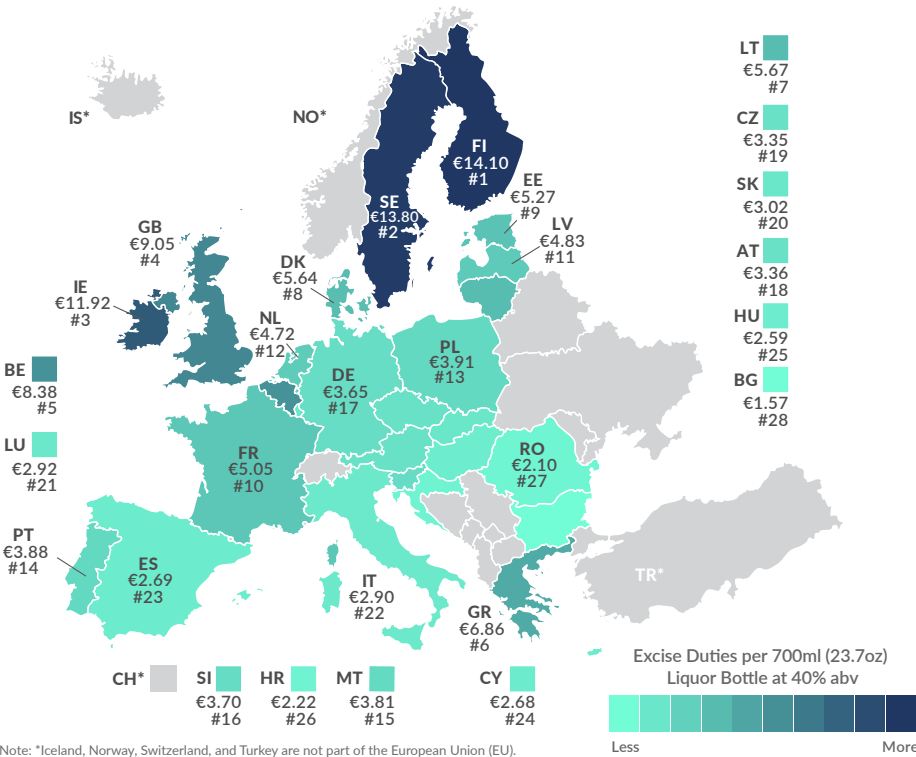 IS*
NO*
FI
€14.10
#1
SE
€13.80
#2
EE
€5.27
#9
LV
€4.83
#11
GB
€9.05
#4
DK
€5.64
#8
IE
€11.92
#3
NL
€4.72
#12
BE
€8.38
#5
LU
€2.92
#21
DE
€3.65
#17
PL
€3.91
#13
FR
€5.05
#10
RO
€2.10
#27
PT
€3.88
#14
ES
€2.69
#23
IT
€2.90
#22
GR
€6.86
#6
TR*
LT
€5.67
#7
CZ
€3.35
#19
SK
€3.02
#20
AT
€3.36
#18
HU
€2.59
#25
BG
€1.57
#28
CH*
SI
€3.70
#16
HR
€2.22
#26
MT
€3.81
#15
CY
€2.68
#24
Excise Duties per 700ml (23.7oz)
Liquor Bottle at 40% abv
Less
More
Note: *Iceland, Norway, Switzerland, and Turkey are not part of the European Union (EU).